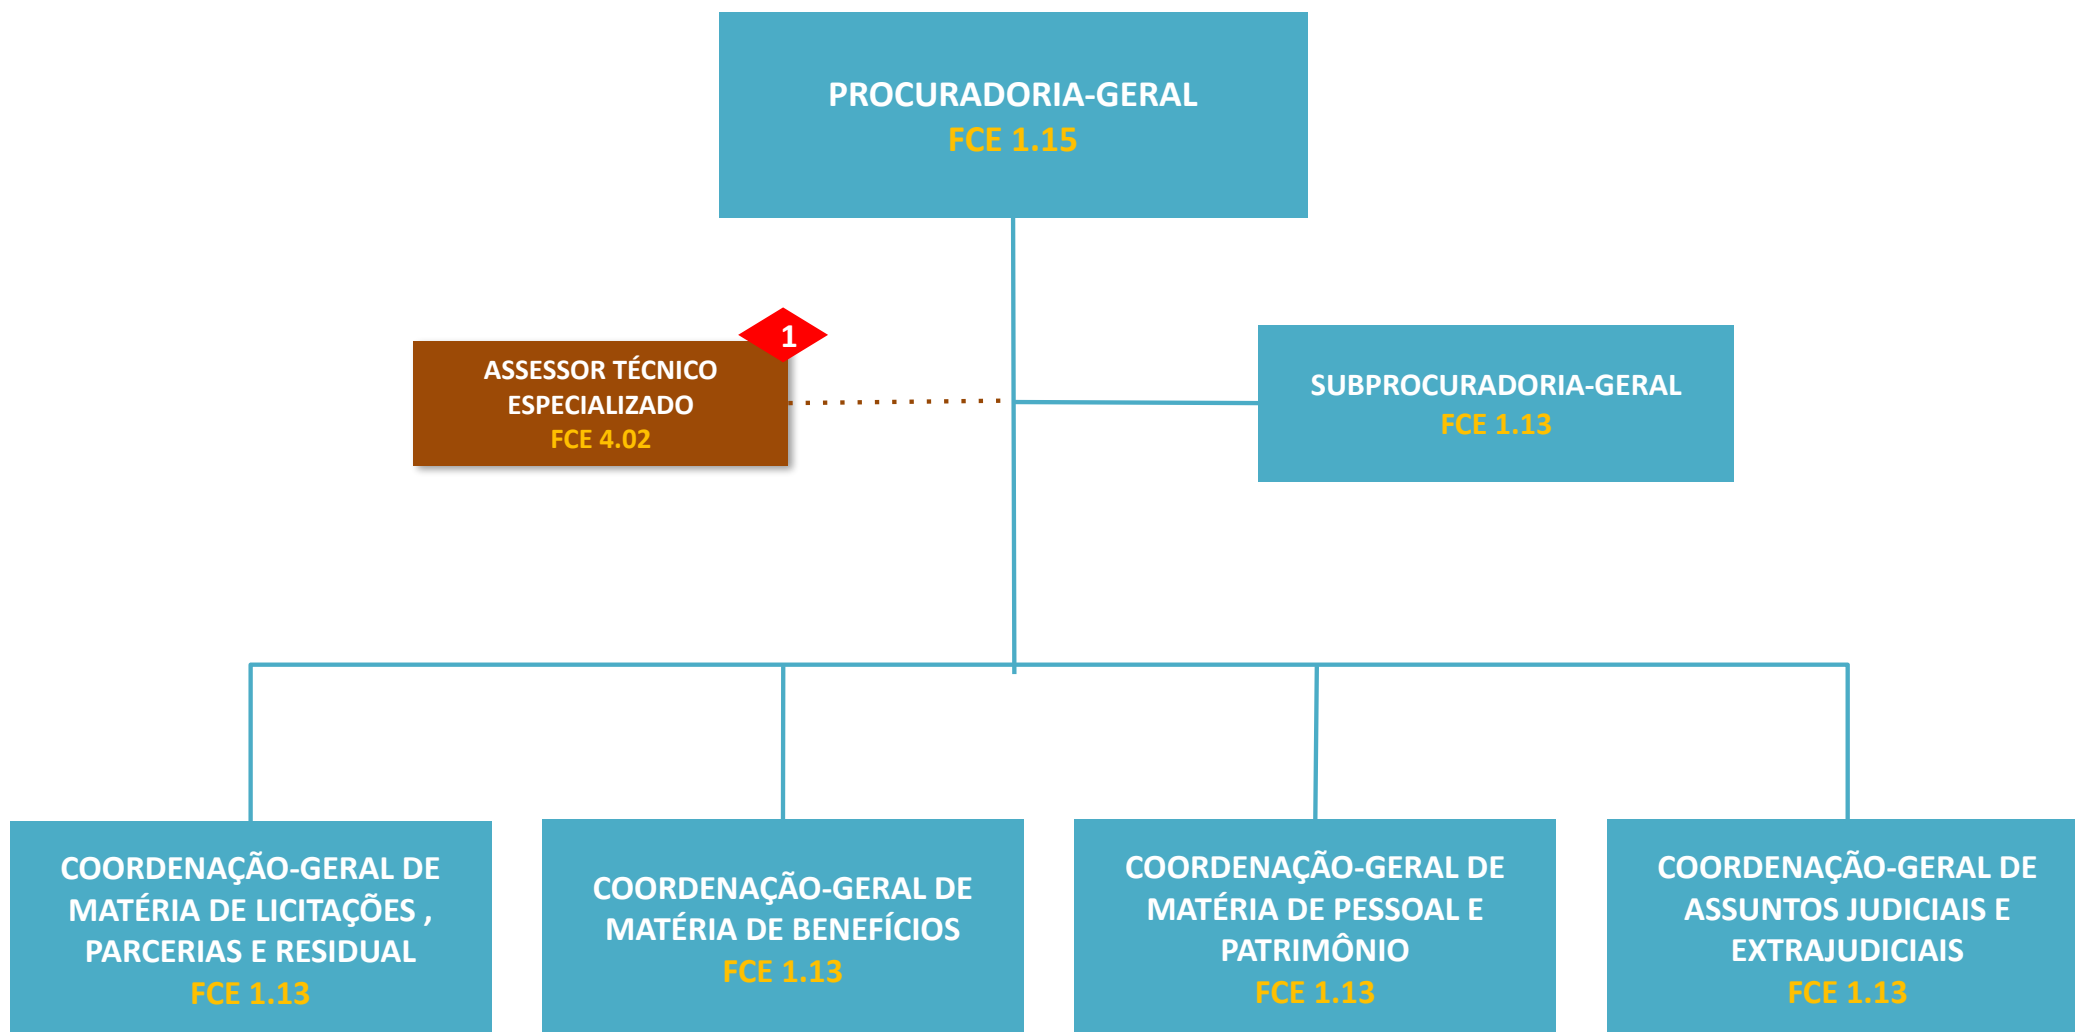 PROCURADORIA-GERAL
FCE 1.15
1
ASSESSOR TÉCNICO
ESPECIALIZADO
FCE 4.02
SUBPROCURADORIA-GERAL
FCE 1.13
COORDENAÇÃO-GERAL DE
MATÉRIA DE LICITAÇÕES ,
PARCERIAS E RESIDUAL
FCE 1.13
COORDENAÇÃO-GERAL DE
MATÉRIA DE BENEFÍCIOS
FCE 1.13
COORDENAÇÃO-GERAL DE
MATÉRIA DE PESSOAL E
PATRIMÔNIO
FCE 1.13
COORDENAÇÃO-GERAL DE
ASSUNTOS JUDICIAIS E
EXTRAJUDICIAIS
FCE 1.13